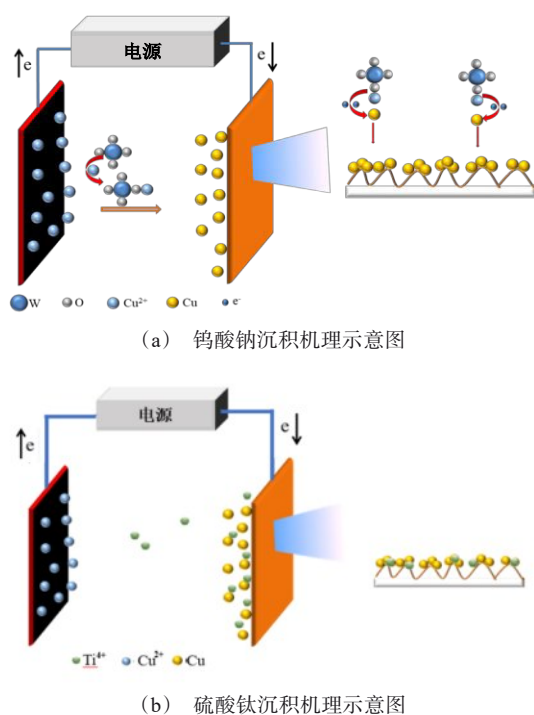 电源
e
e
W O Cu²⁺ Cu e⁻
(a) 钨酸钠沉积机理示意图
电源
e
e
Ti⁴⁺ Cu²⁺ Cu
(b) 硫酸钛沉积机理示意图